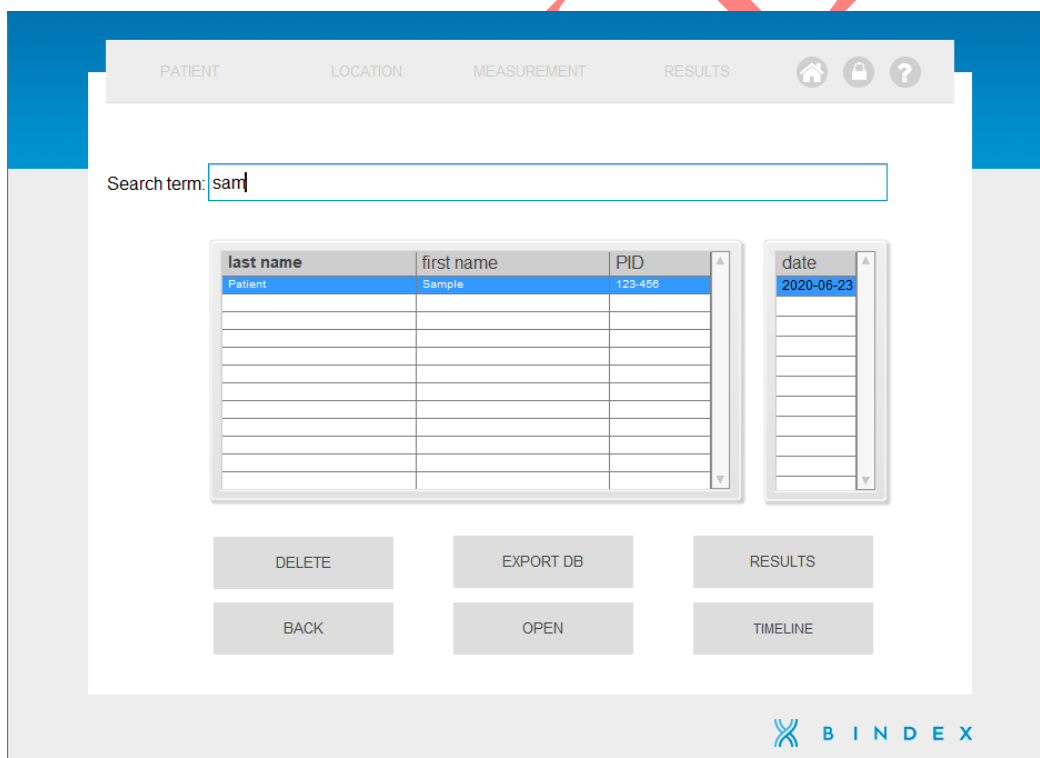 PATIENT LOCATION MEASUREMENT RESULTS ?
Search term: sam
last name first name PID date
Patient Sample 123-456 2020-06-23
DELETE EXPORT DB RESULTS
BACK OPEN TIMELINE
BINDEX